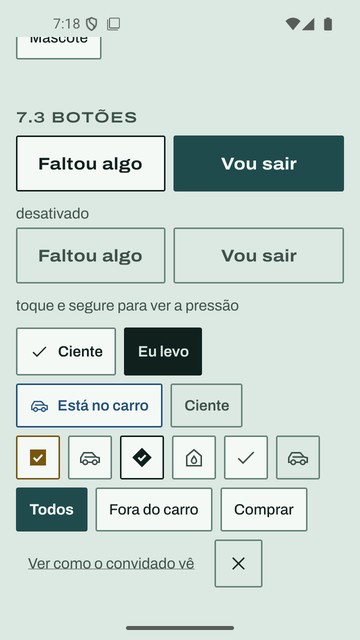 7:18
Mascote
7.3 BOTÕES
Faltou algo Vou sair
desativado
Faltou algo Vou sair
toque e segure para ver a pressão
Ciente Eu levo
Está no carro Ciente
Todos Fora do carro Comprar
Ver como o convidado vê